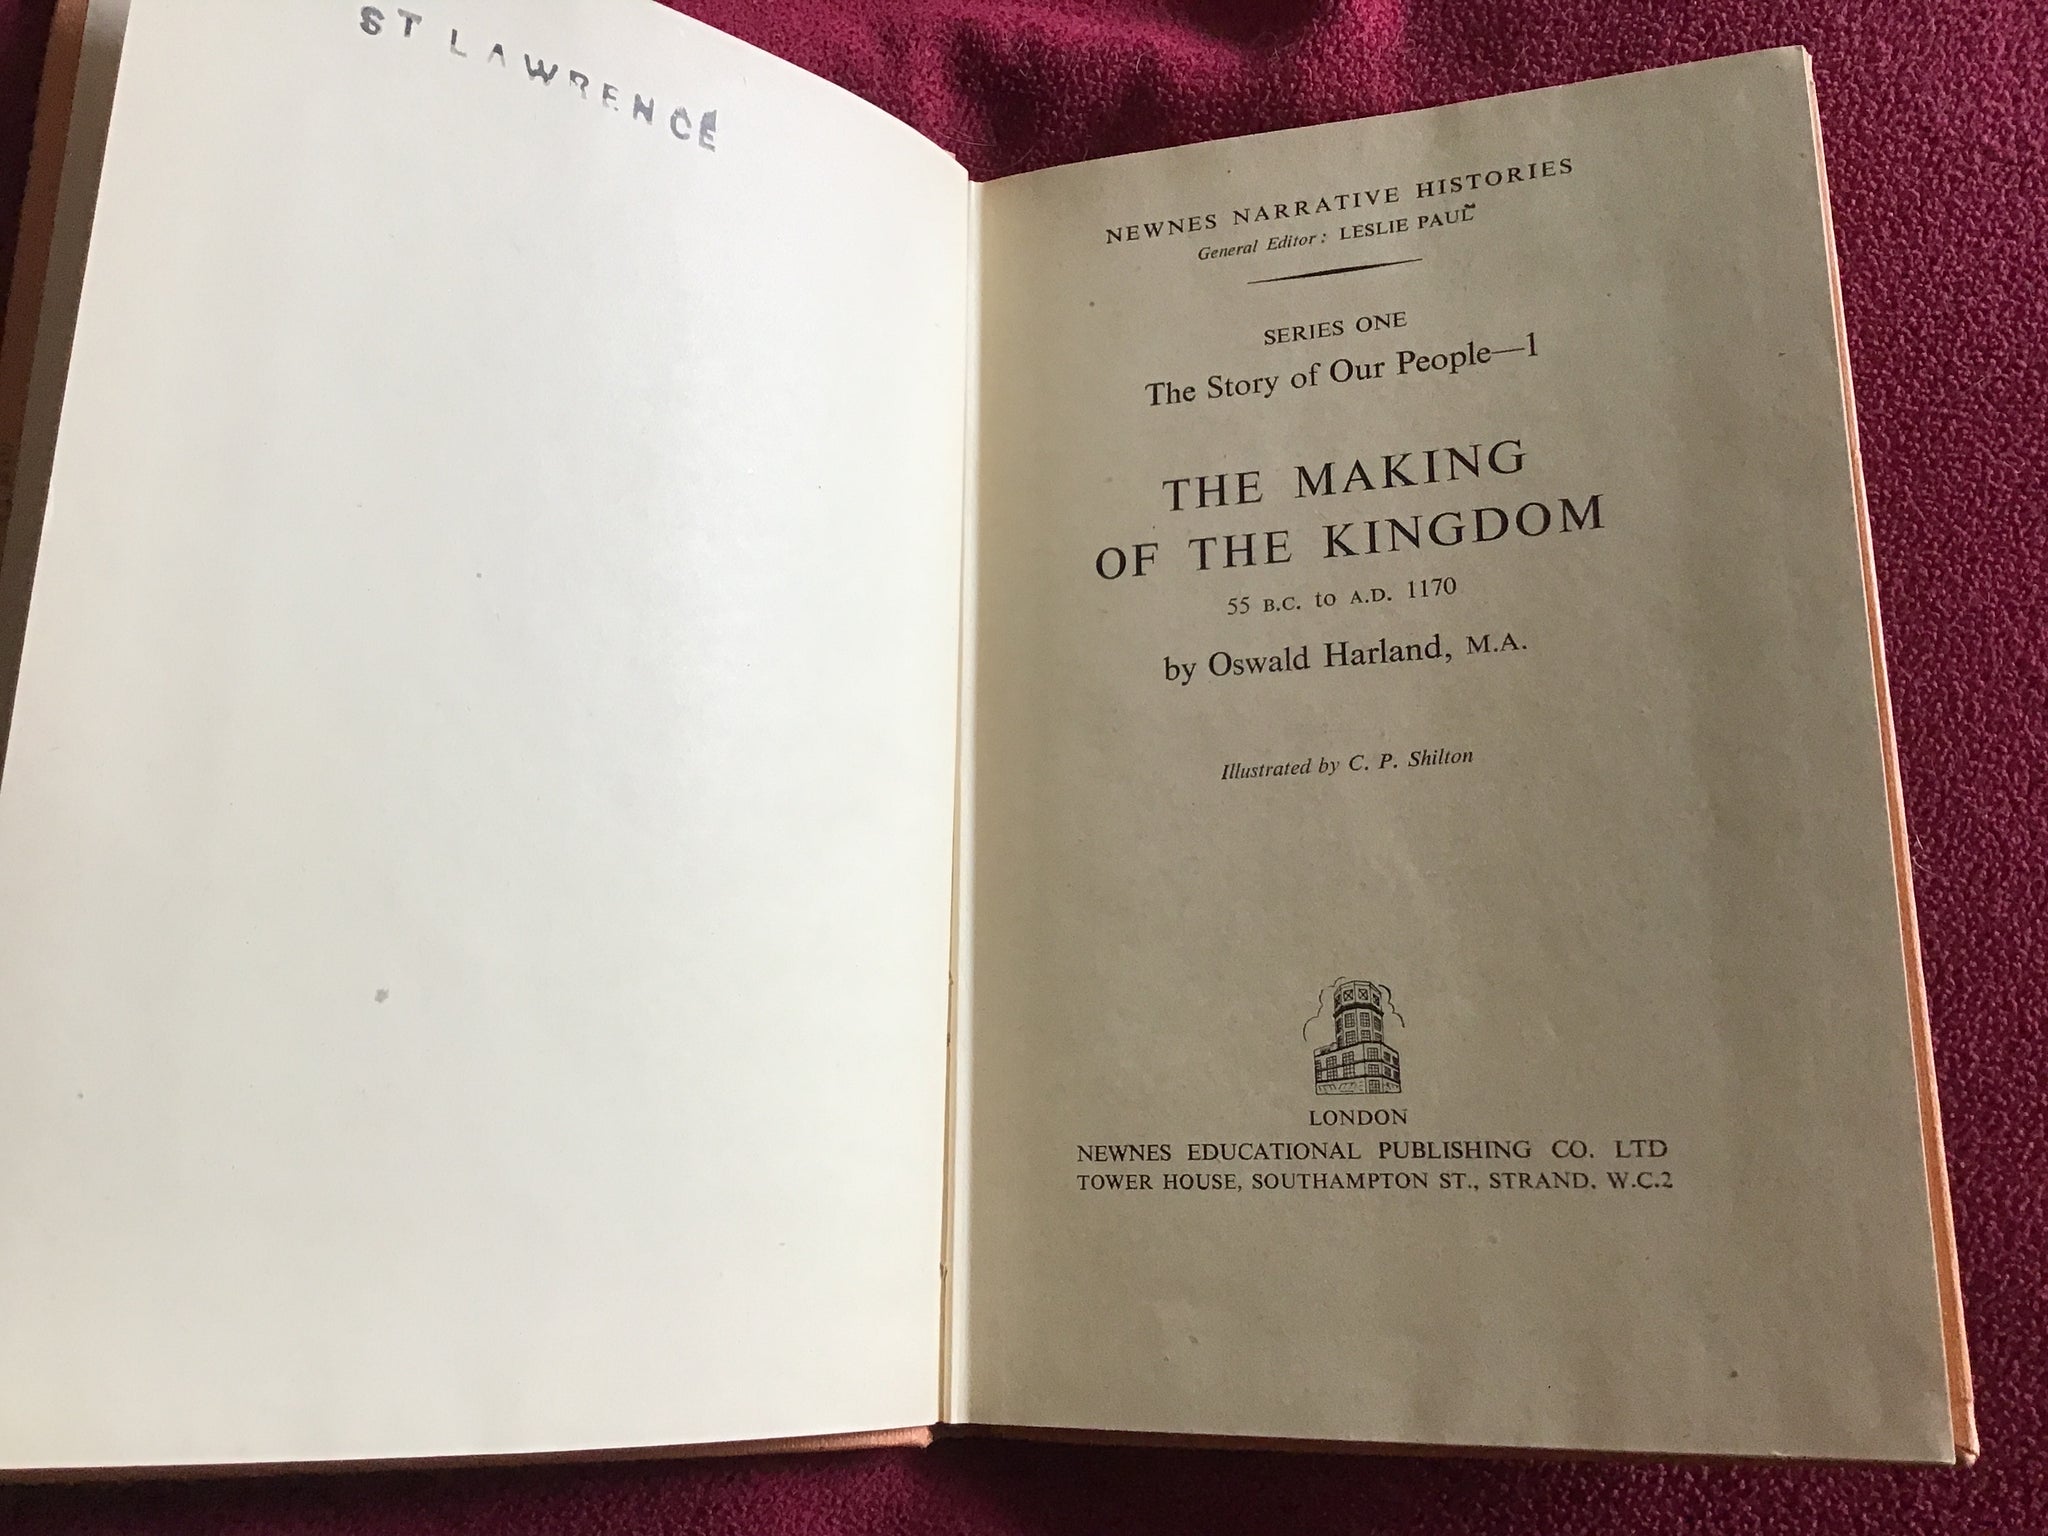 ST LAWRENCE
NEWNES NARRATIVE HISTORIES
General Editor: LESLIE PAUL
SERIES ONE
The Story of Our People—1
THE MAKING
OF THE KINGDOM
55 B.C. to A.D. 1170
by Oswald Harland, M.A.
Illustrated by C. P. Shilton
LONDON
NEWNES EDUCATIONAL PUBLISHING CO. LTD
TOWER HOUSE, SOUTHAMPTON ST., STRAND, W.C.2